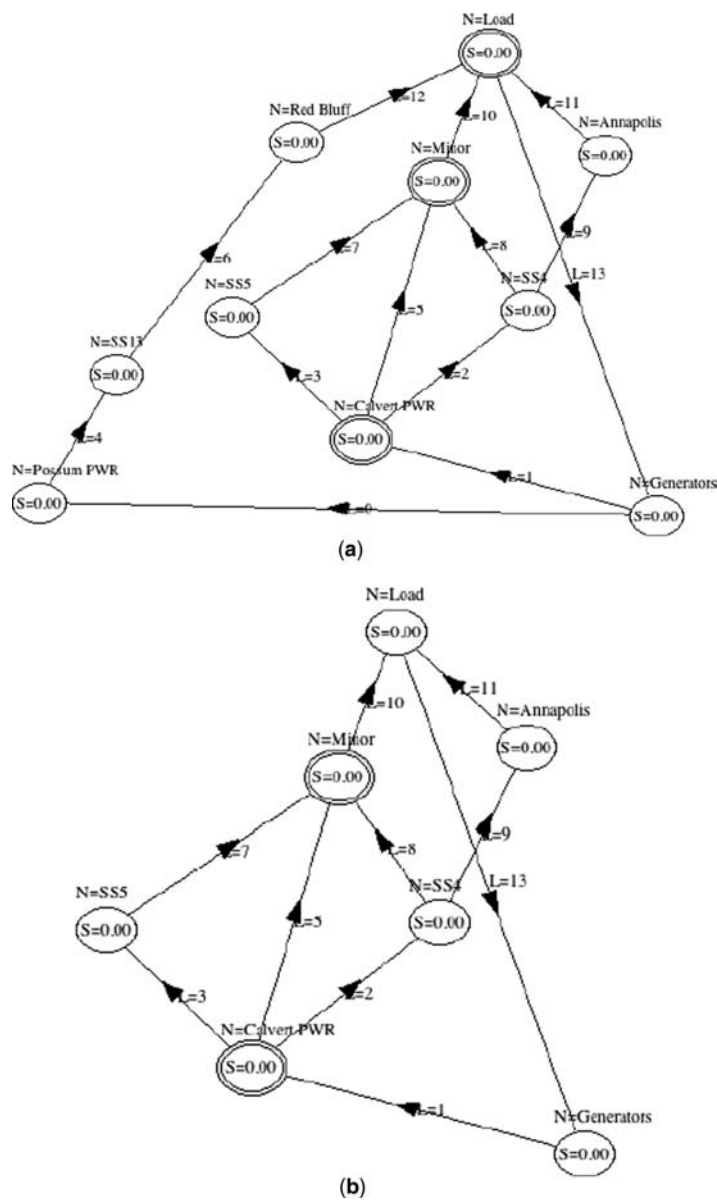 N=Load
S=0.00
L=12
L=11
N=Red Bluff
L=10
N=Annapolis
S=0.00
N=Minor
S=0.00
S=0.00
L=8
L=9
L=7
L=6
N=SS5
N=SS4
L=13
S=0.00
L=5
S=0.00
N=SS13
S=0.00
L=3
L=2
N=Calvert PWR
L=4
S=0.00
N=Possum PWR
L=1
N=Generators
S=0.00
L=0
S=0.00
(a)
N=Load
S=0.00
L=11
L=10
N=Annapolis
N=Minor
S=0.00
S=0.00
L=9
L=8
L=7
N=SS5
N=SS4
L=13
S=0.00
L=5
S=0.00
L=3
L=2
N=Calvert PWR
S=0.00
L=1
N=Generators
S=0.00
(b)